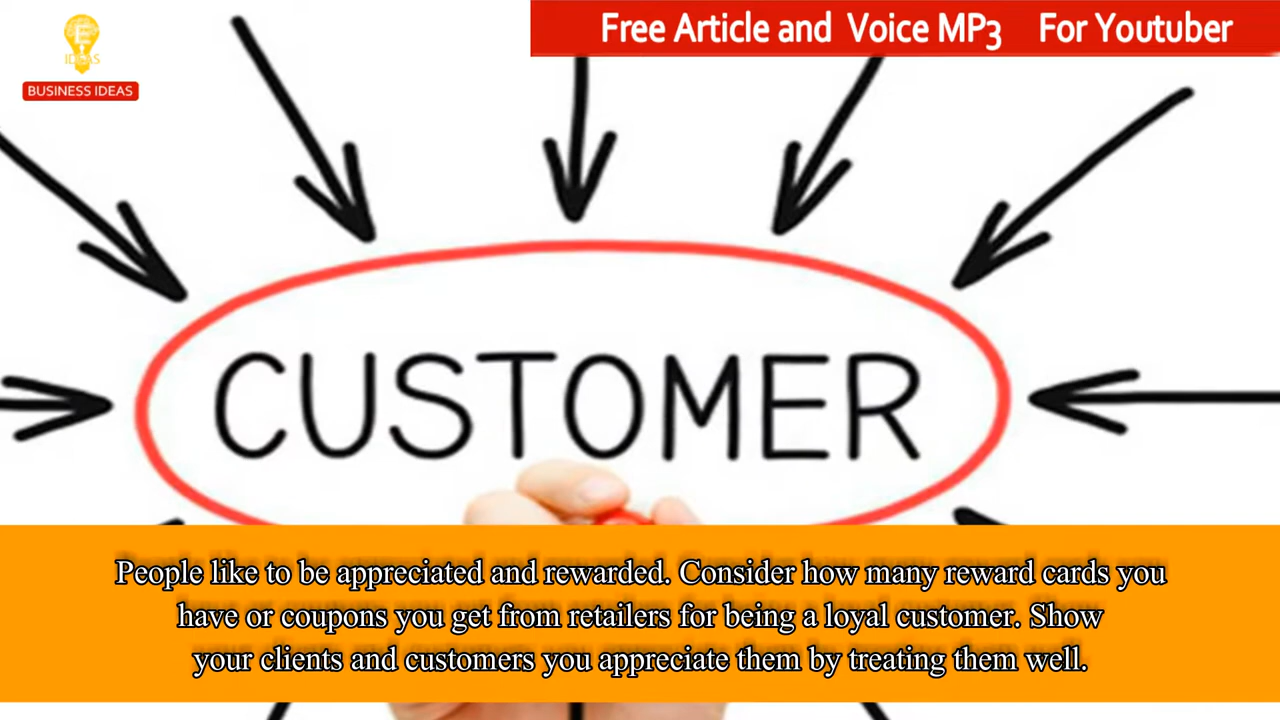 Free Article and Voice MP3 For Youtuber
E
IDEAS
BUSINESS IDEAS
CUSTOMER
People like to be appreciated and rewarded. Consider how many reward cards you
have or coupons you get from retailers for being a loyal customer. Show
your clients and customers you appreciate them by treating them well.